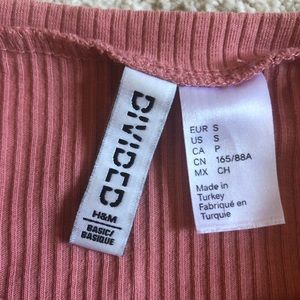 DIVIDED
H&M
BASIC/
BASIQUE
EUR S
US S
CA P
CN 165/88A
MX CH
Made in
Turkey
Fabriqué en
Turquie